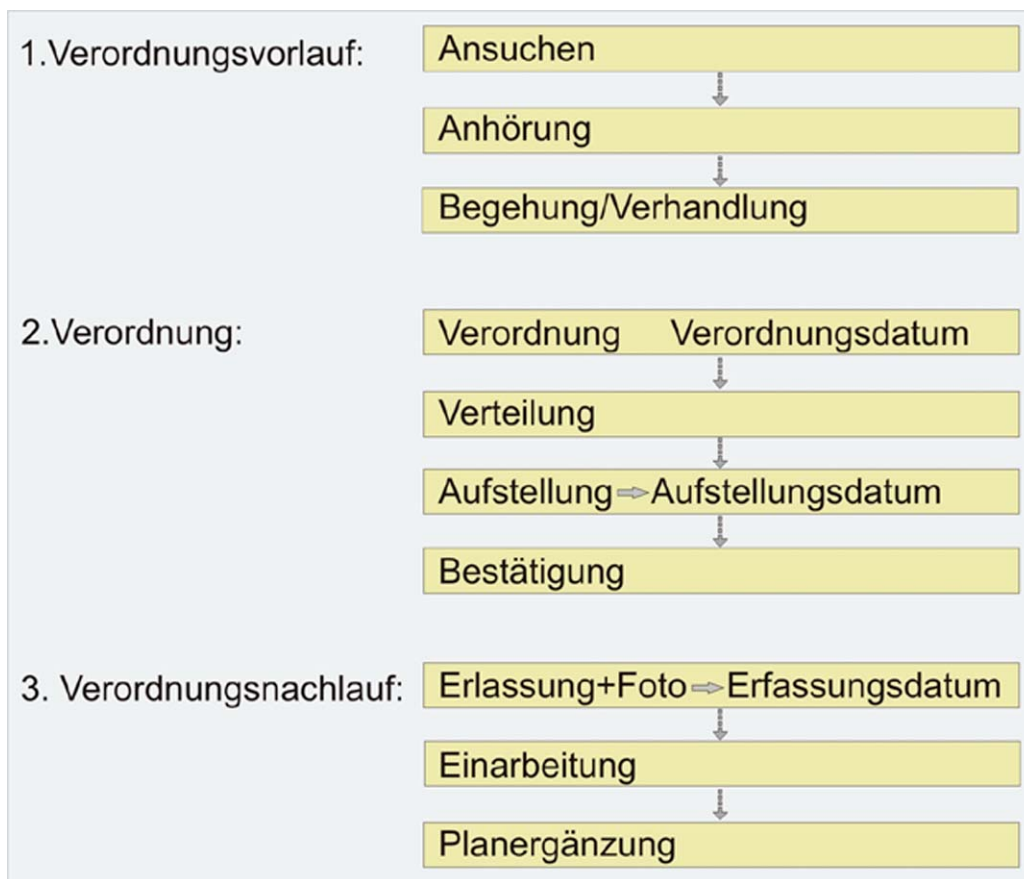 1.Verordnungsvorlauf:
Ansuchen
Anhörung
Begehung/Verhandlung
2.Verordnung:
Verordnung Verordnungsdatum
Verteilung
Aufstellung Aufstellungsdatum
Bestätigung
3. Verordnungsnachlauf:
Erlassung+Foto Erfassungsdatum
Einarbeitung
Planergänzung